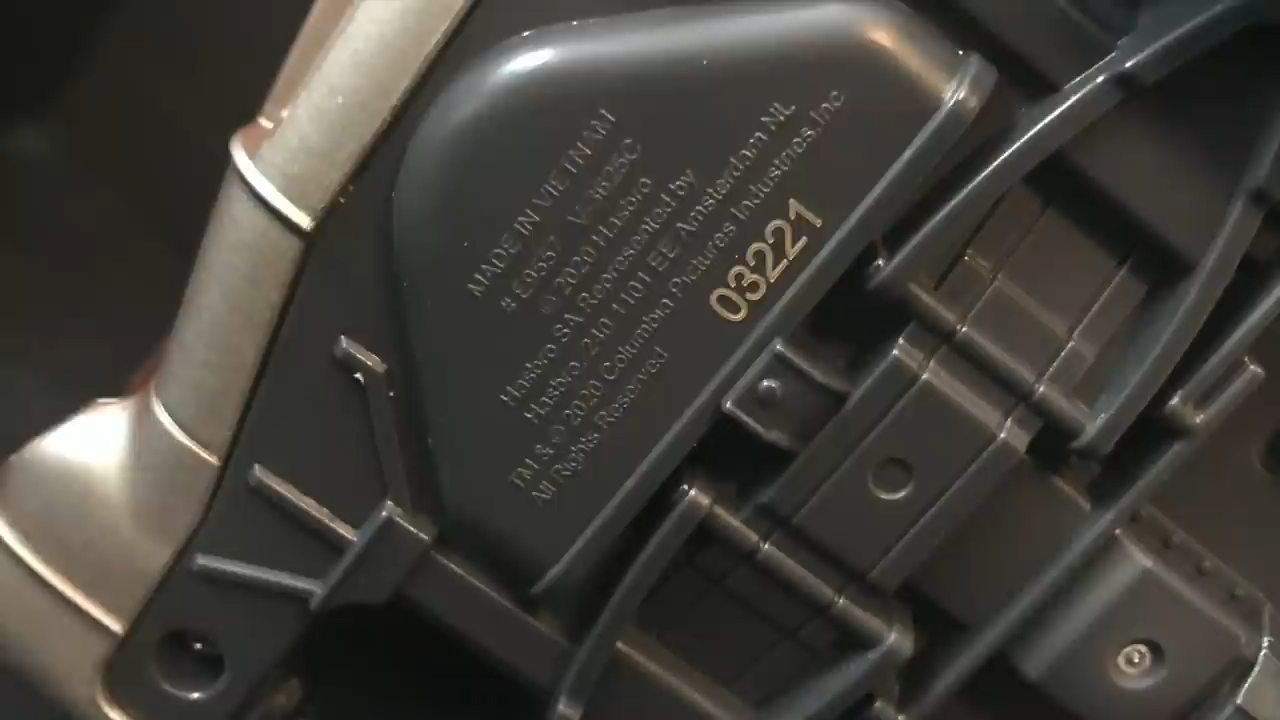 MADE IN VIETNAM
# E9557
© 2020 Hasbro
Hasbro SA Represented by
Hasbro, 240 1101 EE Amsterdam NL
TM & © 2020 Columbia Pictures Industries.Inc
All Rights Reserved
03221